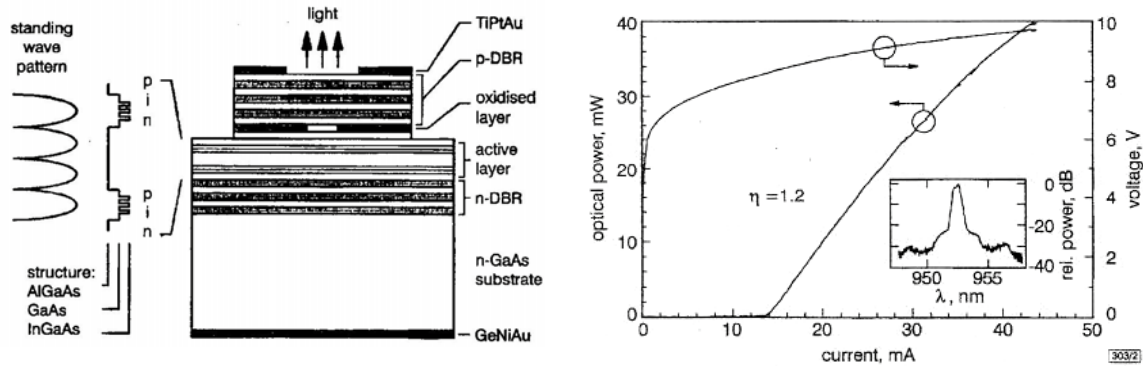 standing
wave
pattern
p
i
n
p
i
n
structure:
AlGaAs
GaAs
InGaAs
light
TiPtAu
p-DBR
oxidised
layer
active
layer
n-DBR
n-GaAs
substrate
GeNiAu
optical power, mW
40
30
20
30
0
η = 1.2
0
10
20
30
40
50
current, mA
10
8
6
4
2
0
voltage, V
0
-20
-40
rel. power, dB
950
955
λ, nm
303/2